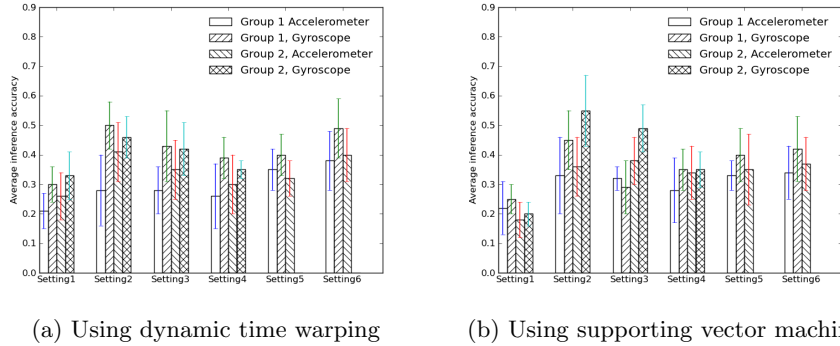 0.9
0.8
0.7
0.6
0.5
0.4
0.3
0.2
0.1
0.0
Average inference accuracy
Group 1 Accelerometer
Group 1, Gyroscope
Group 2, Accelerometer
Group 2, Gyroscope
Setting1 Setting2 Setting3 Setting4 Setting5 Setting6
(a) Using dynamic time warping
0.9
0.8
0.7
0.6
0.5
0.4
0.3
0.2
0.1
0.0
Average inference accuracy
Group 1 Accelerometer
Group 1, Gyroscope
Group 2, Accelerometer
Group 2, Gyroscope
Setting1 Setting2 Setting3 Setting4 Setting5 Setting6
(b) Using supporting vector machin